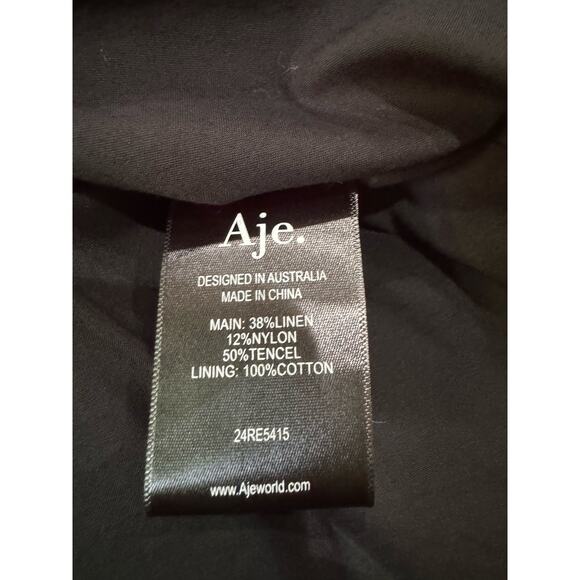 Aje.
DESIGNED IN AUSTRALIA
MADE IN CHINA
MAIN: 38%LINEN
12%NYLON
50%TENCEL
LINING: 100%COTTON
24RE5415
www.Ajeworld.com